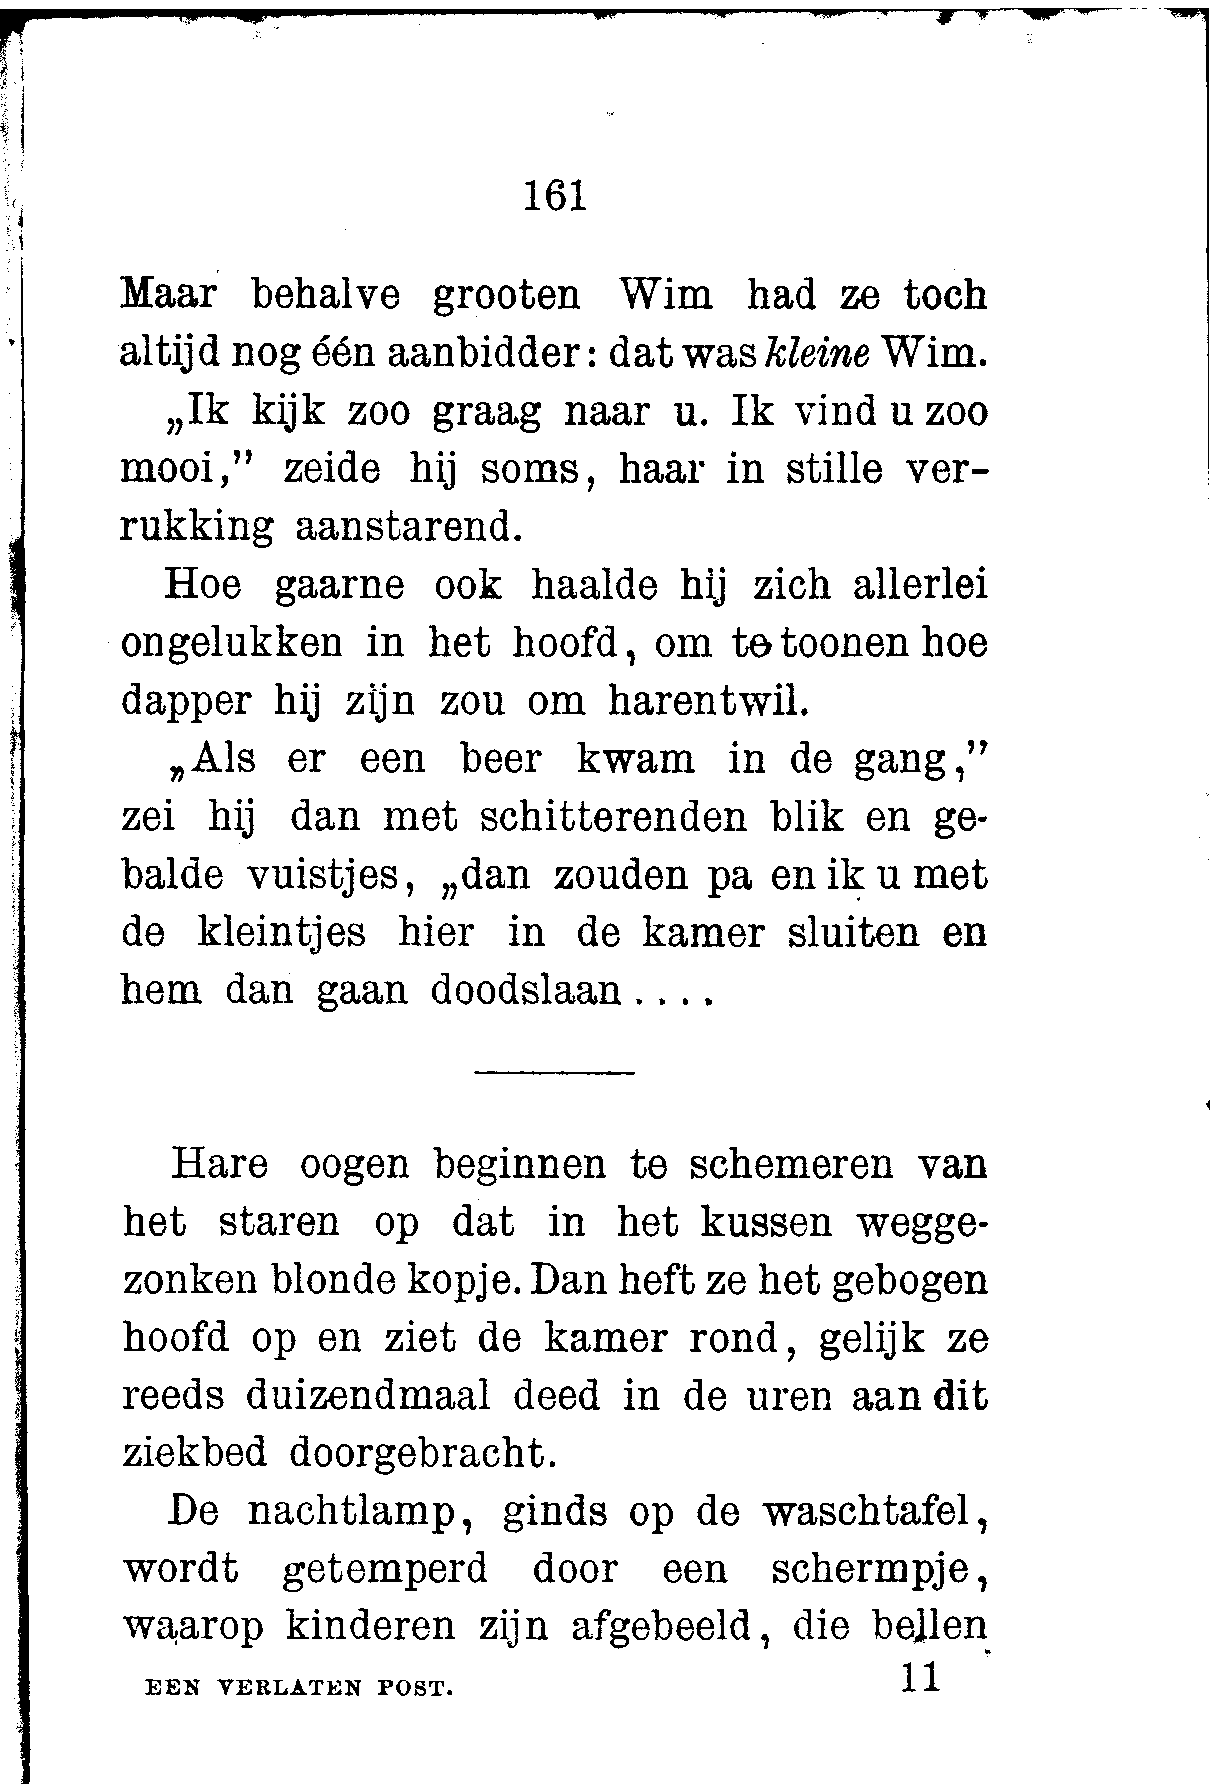 161
Maar behalve grooten Wim had ze toch
altijd nog één aanbidder: dat was kleine Wim.
„Ik kijk zoo graag naar u. Ik vind u zoo
mooi,” zeide hij soms, haar in stille ver-
rukking aanstarend.
Hoe gaarne ook haalde hij zich allerlei
ongelukken in het hoofd, om te toonen hoe
dapper hij zijn zou om harentwil.
„Als er een beer kwam in de gang,”
zei hij dan met schitterenden blik en ge-
balde vuistjes, „dan zouden pa en ik u met
de kleintjes hier in de kamer sluiten en
hem dan gaan doodslaan....
Hare oogen beginnen te schemeren van
het staren op dat in het kussen wegge-
zonken blonde kopje. Dan heft ze het gebogen
hoofd op en ziet de kamer rond, gelijk ze
reeds duizendmaal deed in de uren aan dit
ziekbed doorgebracht.
De nachtlamp, ginds op de waschtafel,
wordt getemperd door een schermpje,
waarop kinderen zijn afgebeeld, die bellen
EEN VERLATEN POST. 11